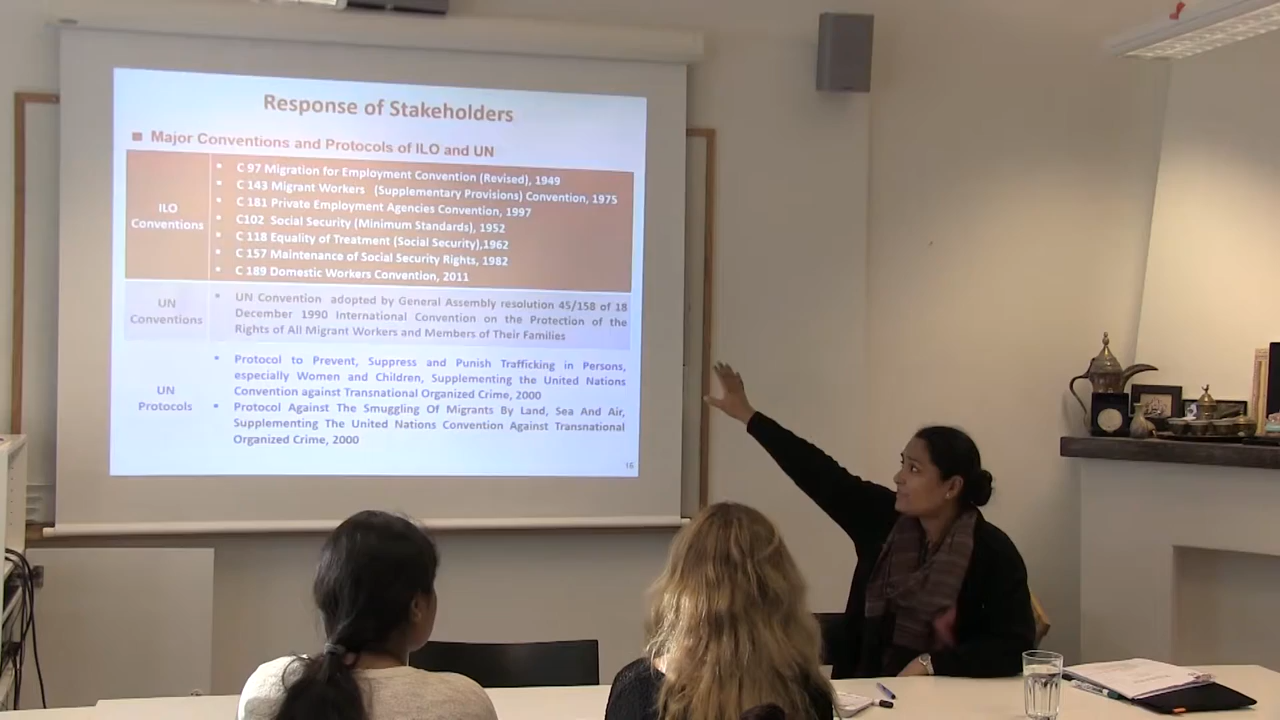 Response of Stakeholders
■ Major Conventions and Protocols of ILO and UN
ILO
Conventions
• C 97 Migration for Employment Convention (Revised), 1949
• C 143 Migrant Workers (Supplementary Provisions) Convention, 1975
• C 181 Private Employment Agencies Convention, 1997
• C102 Social Security (Minimum Standards), 1952
• C 118 Equality of Treatment (Social Security),1962
• C 157 Maintenance of Social Security Rights, 1982
• C 189 Domestic Workers Convention, 2011
UN
Conventions
• UN Convention adopted by General Assembly resolution 45/158 of 18
December 1990 International Convention on the Protection of the
Rights of All Migrant Workers and Members of Their Families
UN
Protocols
• Protocol to Prevent, Suppress and Punish Trafficking in Persons,
especially Women and Children, Supplementing the United Nations
Convention against Transnational Organized Crime, 2000
• Protocol Against The Smuggling Of Migrants By Land, Sea And Air,
Supplementing The United Nations Convention Against Transnational
Organized Crime, 2000
16